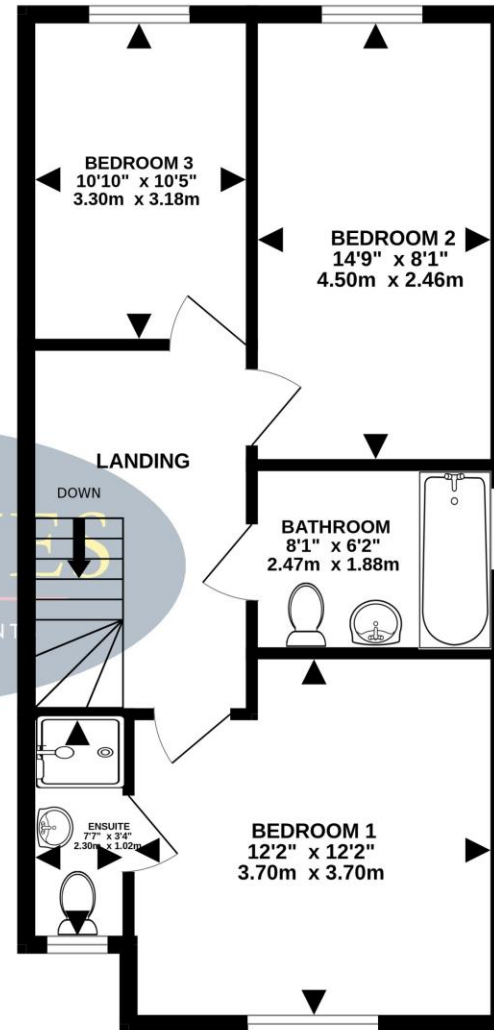 BEDROOM 3
10'10" x 10'5"
3.30m x 3.18m
BEDROOM 2
14'9" x 8'1"
4.50m x 2.46m
LANDING
DOWN
BATHROOM
8'1" x 6'2"
2.47m x 1.88m
ENSUITE
7'7" x 3'4"
2.30m x 1.02m
BEDROOM 1
12'2" x 12'2"
3.70m x 3.70m